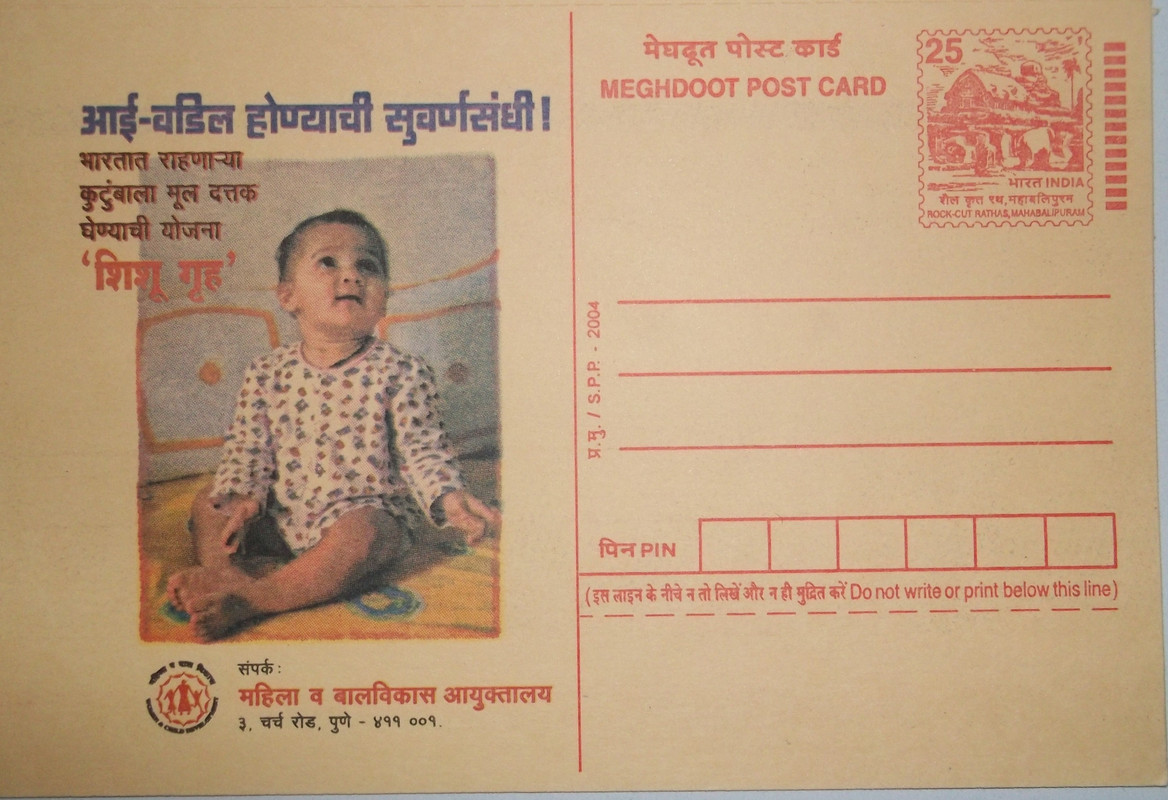 आई-वडिल होण्याची सुवर्णसंधी!
भारतात राहणाऱ्या
कुटुंबाला मूल दत्तक
घेण्याची योजना
‘शिशू गृह’
संपर्क :
महिला व बालविकास आयुक्तालय
३, चर्च रोड, पुणे - ४११ ००१.
मेघदूत पोस्ट कार्ड
MEGHDOOT POST CARD
25
भारत INDIA
शैल कृत्त रथ, महाबलिपुरम
ROCK-CUT RATHAS, MAHABALIPURAM
प्र.मु. / S.P.P. - 2004
पिन PIN
(इस लाइन के नीचे न तो लिखें और न ही मुद्रित करें Do not write or print below this line)